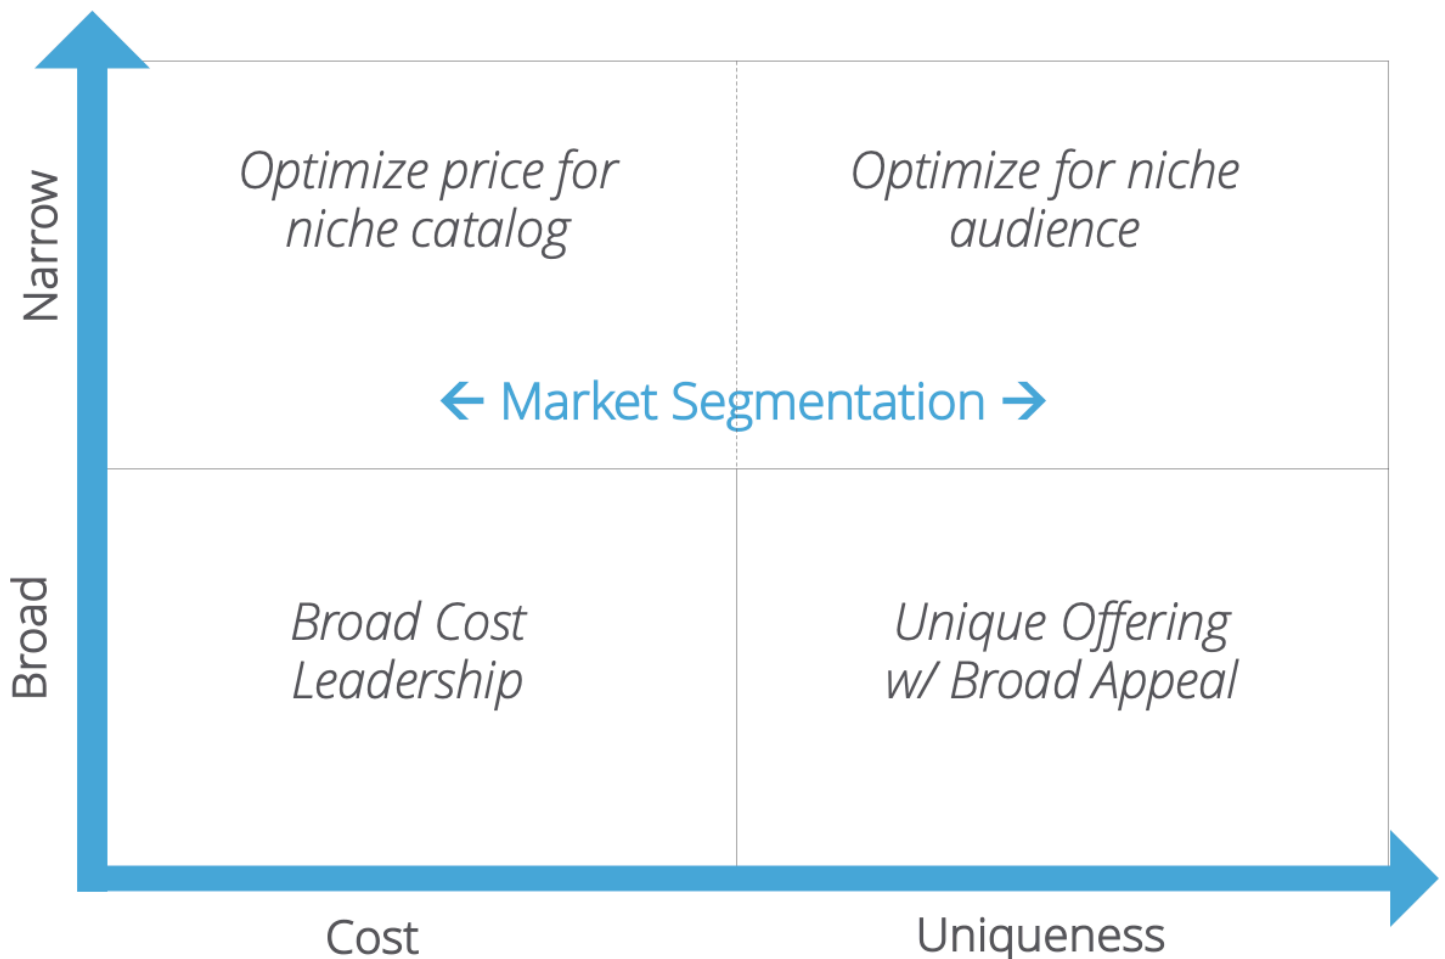 Narrow
Optimize price for
niche catalog
Optimize for niche
audience
← Market Segmentation →
Broad
Broad Cost
Leadership
Unique Offering
w/ Broad Appeal
Cost
Uniqueness